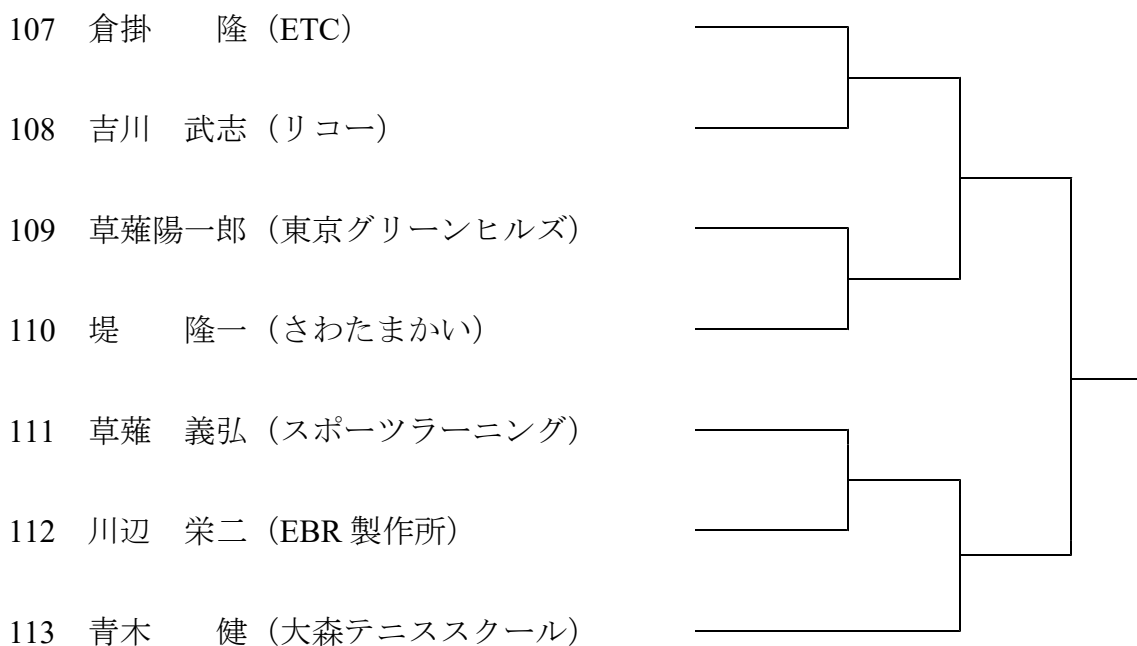 107 倉掛　　隆（ETC）
108 吉川　武志（リコー）
109 草薙陽一郎（東京グリーンヒルズ）
110 堤　　隆一（さわたまかい）
111 草薙　義弘（スポーツラーニング）
112 川辺　栄二（EBR 製作所）
113 青木　　健（大森テニススクール）